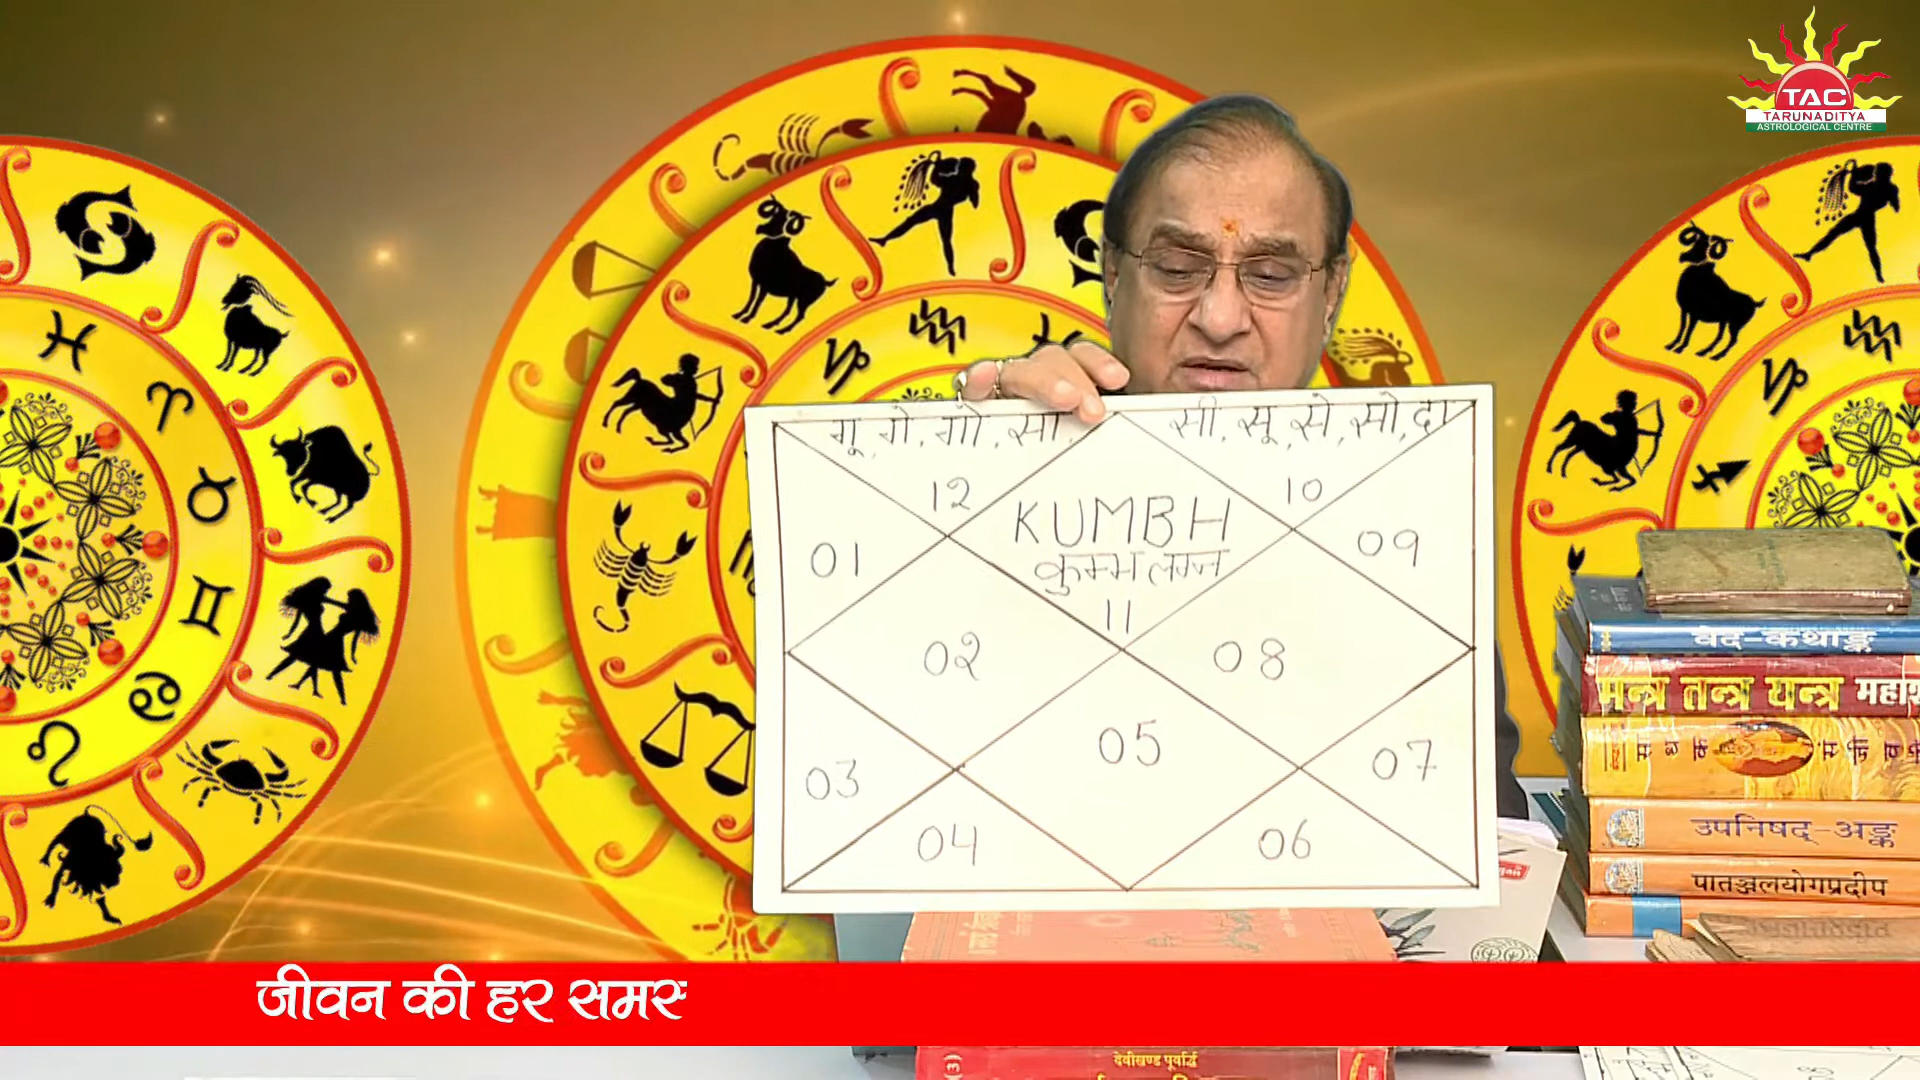 TAC
TARUNADITYA
ASTROLOGICAL CENTRE
गू, गे, गो, सा, सी, सू, से, सो, दा
12
10
KUMBH
कुम्भ लग्न
11
01
09
02
08
05
03
07
04
06
वेद-कथाङ्क
मन्त्र तन्त्र यन्त्र
उपनिषद्-अङ्क
पातञ्जलयोगप्रदीप
जीवन की हर समस
(3)
देवीखण्ड पूर्वार्द्ध